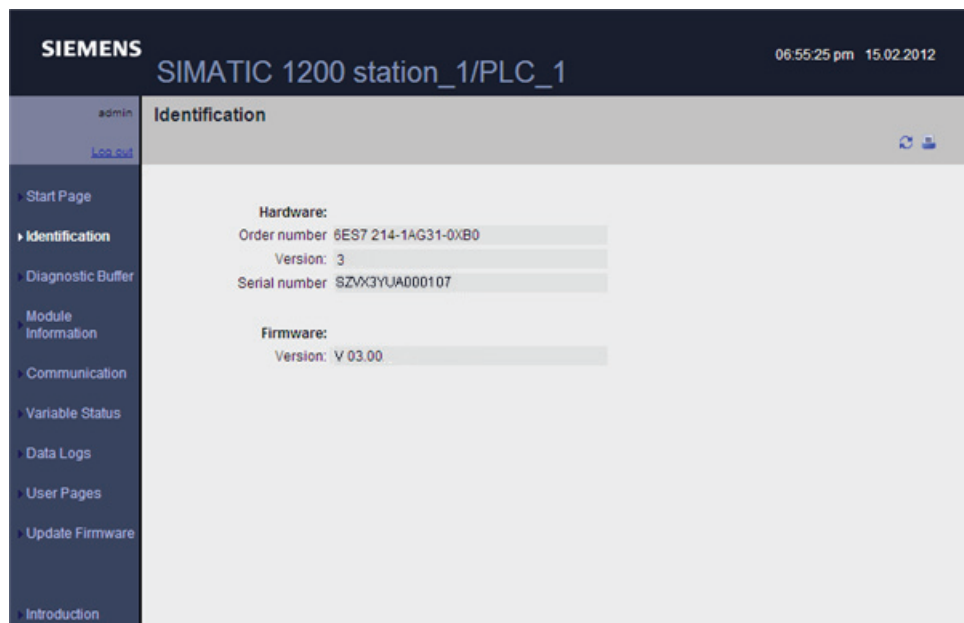 SIEMENS
SIMATIC 1200 station_1/PLC_1
06:55:25 pm 15.02.2012
admin
Log out
Identification
Start Page
Identification
Diagnostic Buffer
Module
Information
Communication
Variable Status
Data Logs
User Pages
Update Firmware
Introduction
Hardware:
Order number 6ES7 214-1AG31-0XB0
Version: 3
Serial number SZVX3YUA000107
Firmware:
Version: V 03.00